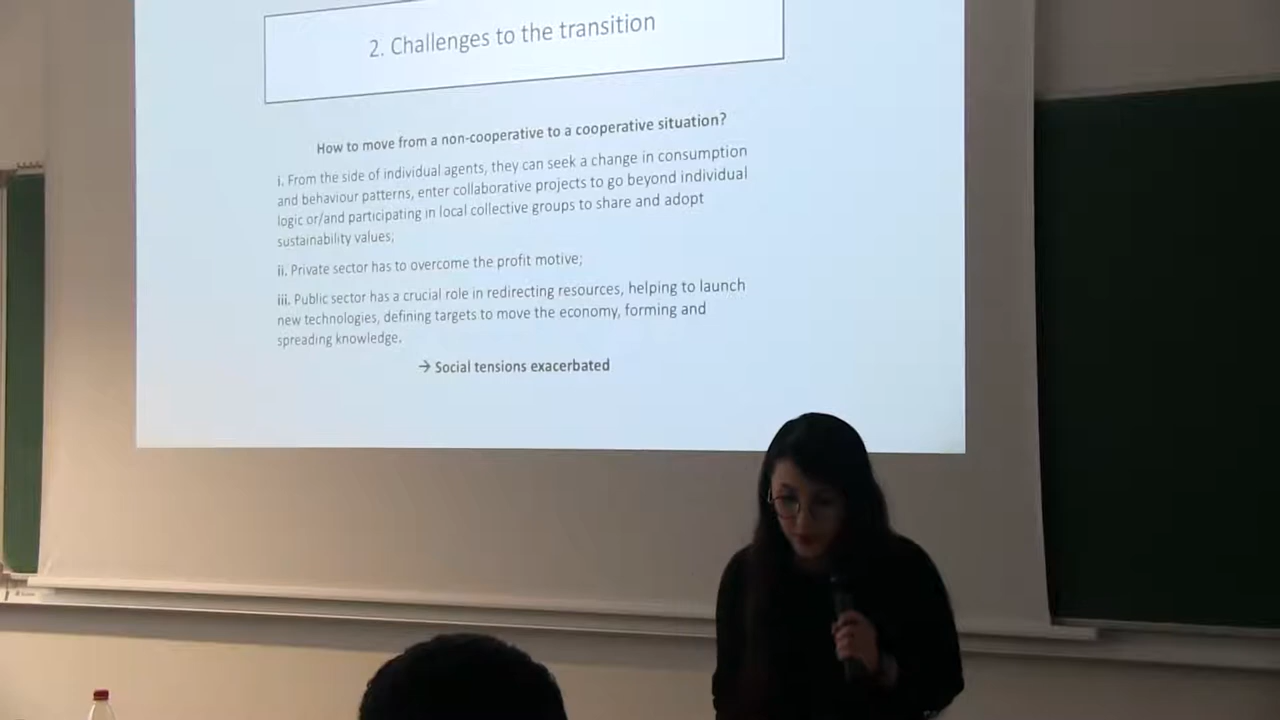 2. Challenges to the transition
How to move from a non-cooperative to a cooperative situation?
i. From the side of individual agents, they can seek a change in consumption
and behaviour patterns, enter collaborative projects to go beyond individual
logic or/and participating in local collective groups to share and adopt
sustainability values;
ii. Private sector has to overcome the profit motive;
iii. Public sector has a crucial role in redirecting resources, helping to launch
new technologies, defining targets to move the economy, forming and
spreading knowledge.
→ Social tensions exacerbated